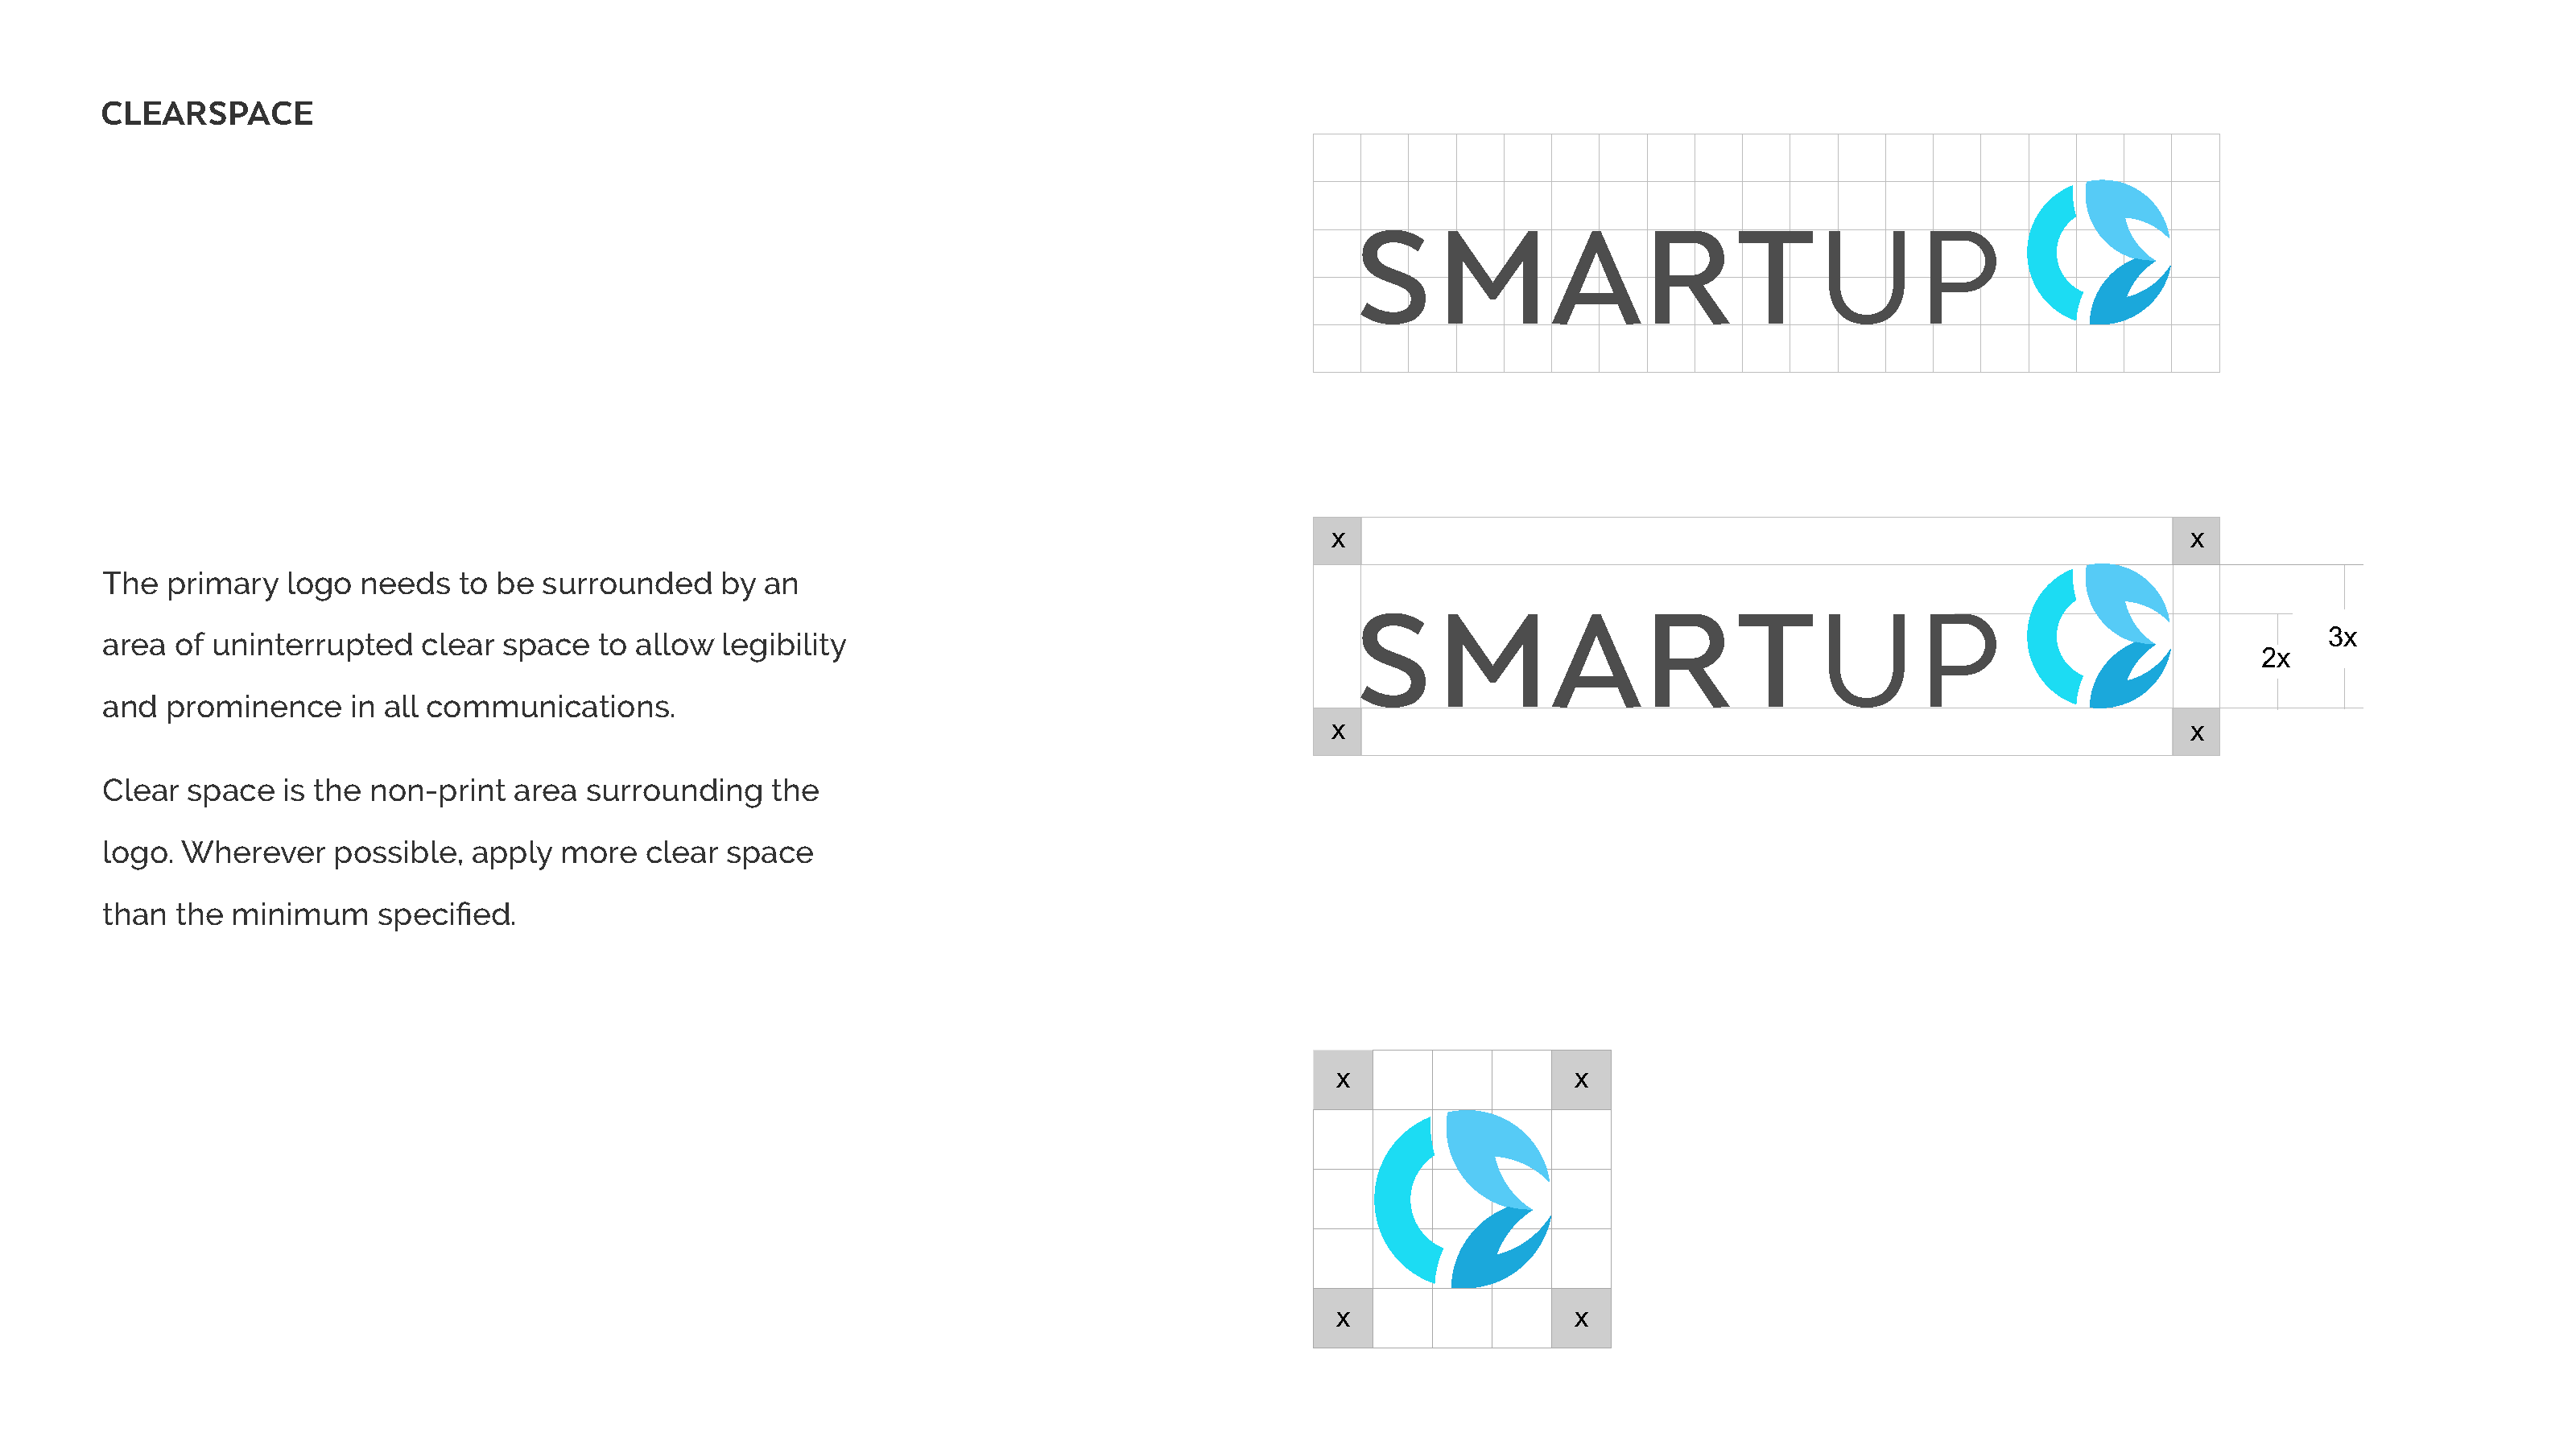 CLEARSPACE
The primary logo needs to be surrounded by an
area of uninterrupted clear space to allow legibility
and prominence in all communications.
Clear space is the non-print area surrounding the
logo. Wherever possible, apply more clear space
than the minimum specified.
SMARTUP
x x
SMARTUP
2x 3x
x x
x x
x x